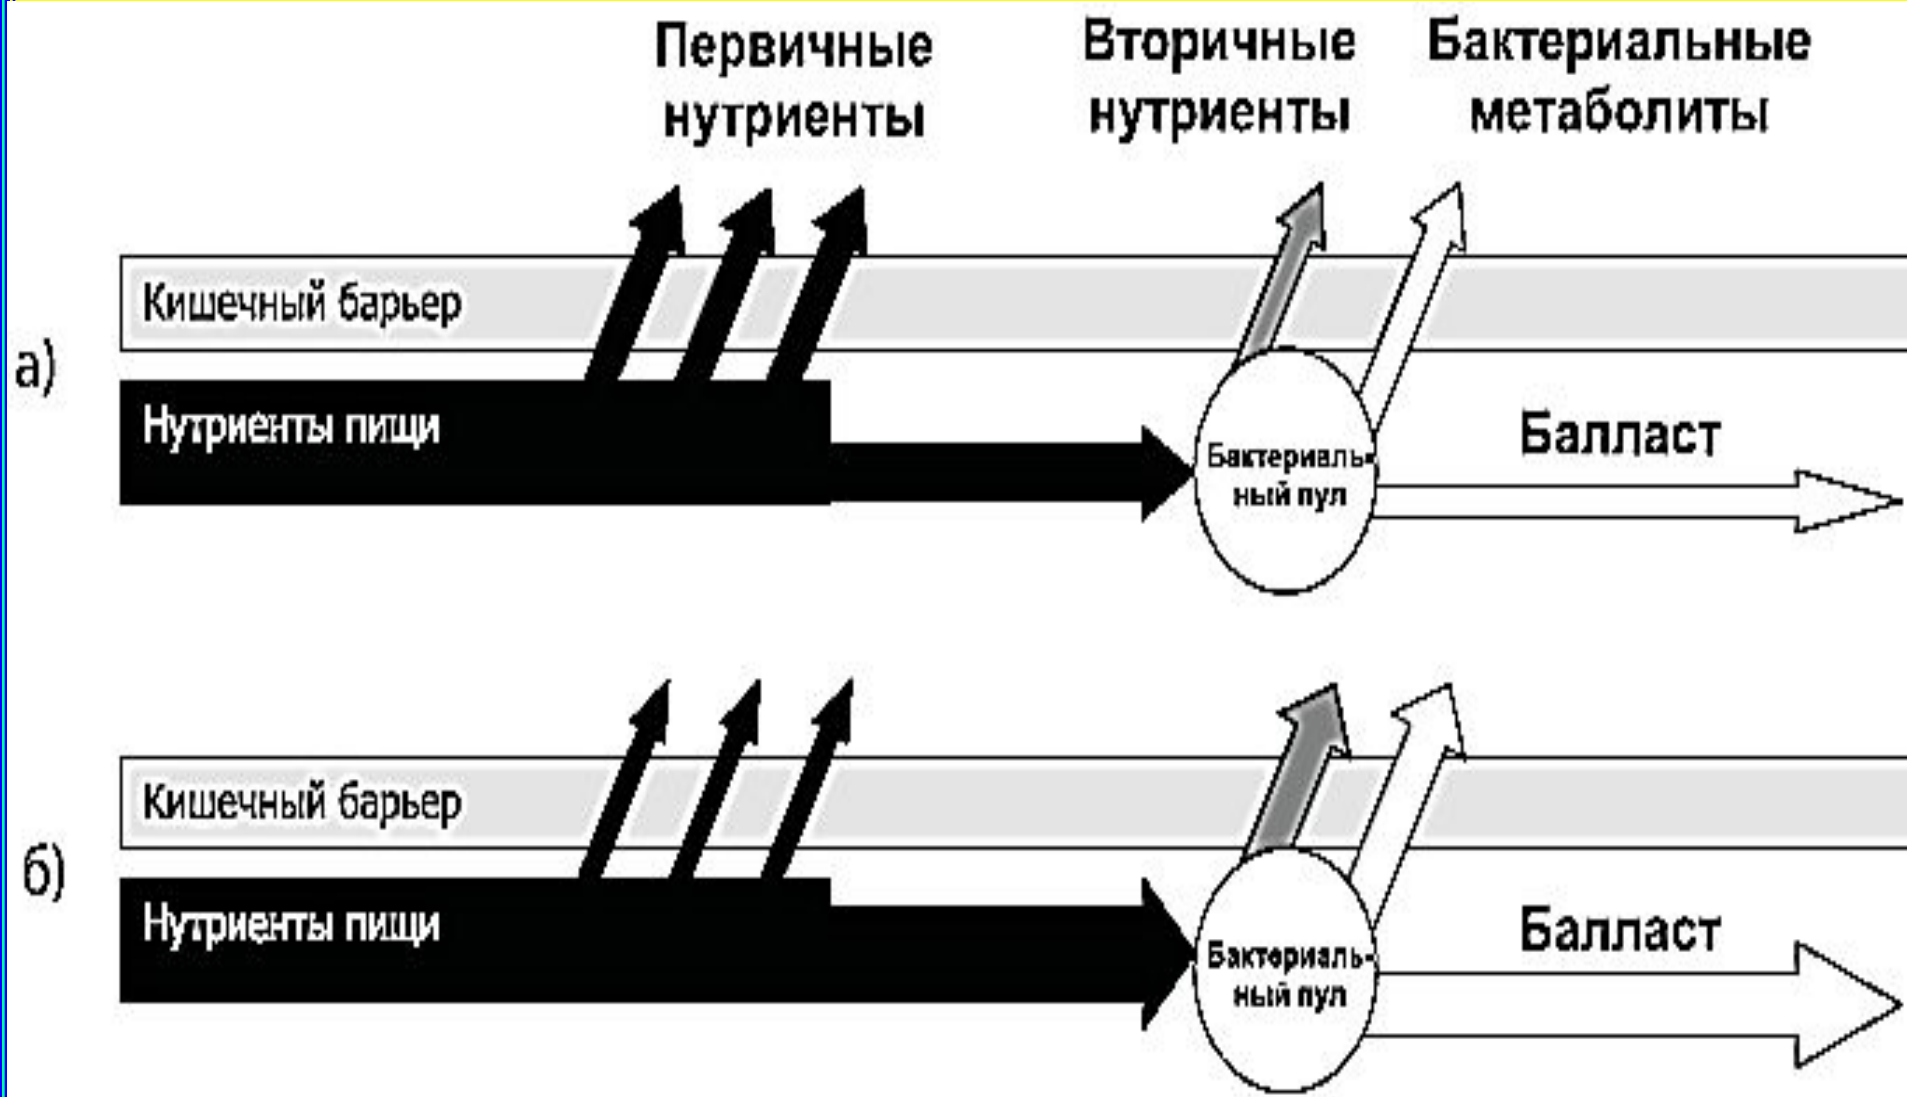 Первичные
нутриенты
Вторичные
нутриенты
Бактериальные
метаболиты
Кишечный барьер
а)
Нутриенты пищи
Бактериаль-
ный пул
Балласт
Кишечный барьер
б)
Нутриенты пищи
Бактериаль-
ный пул
Балласт